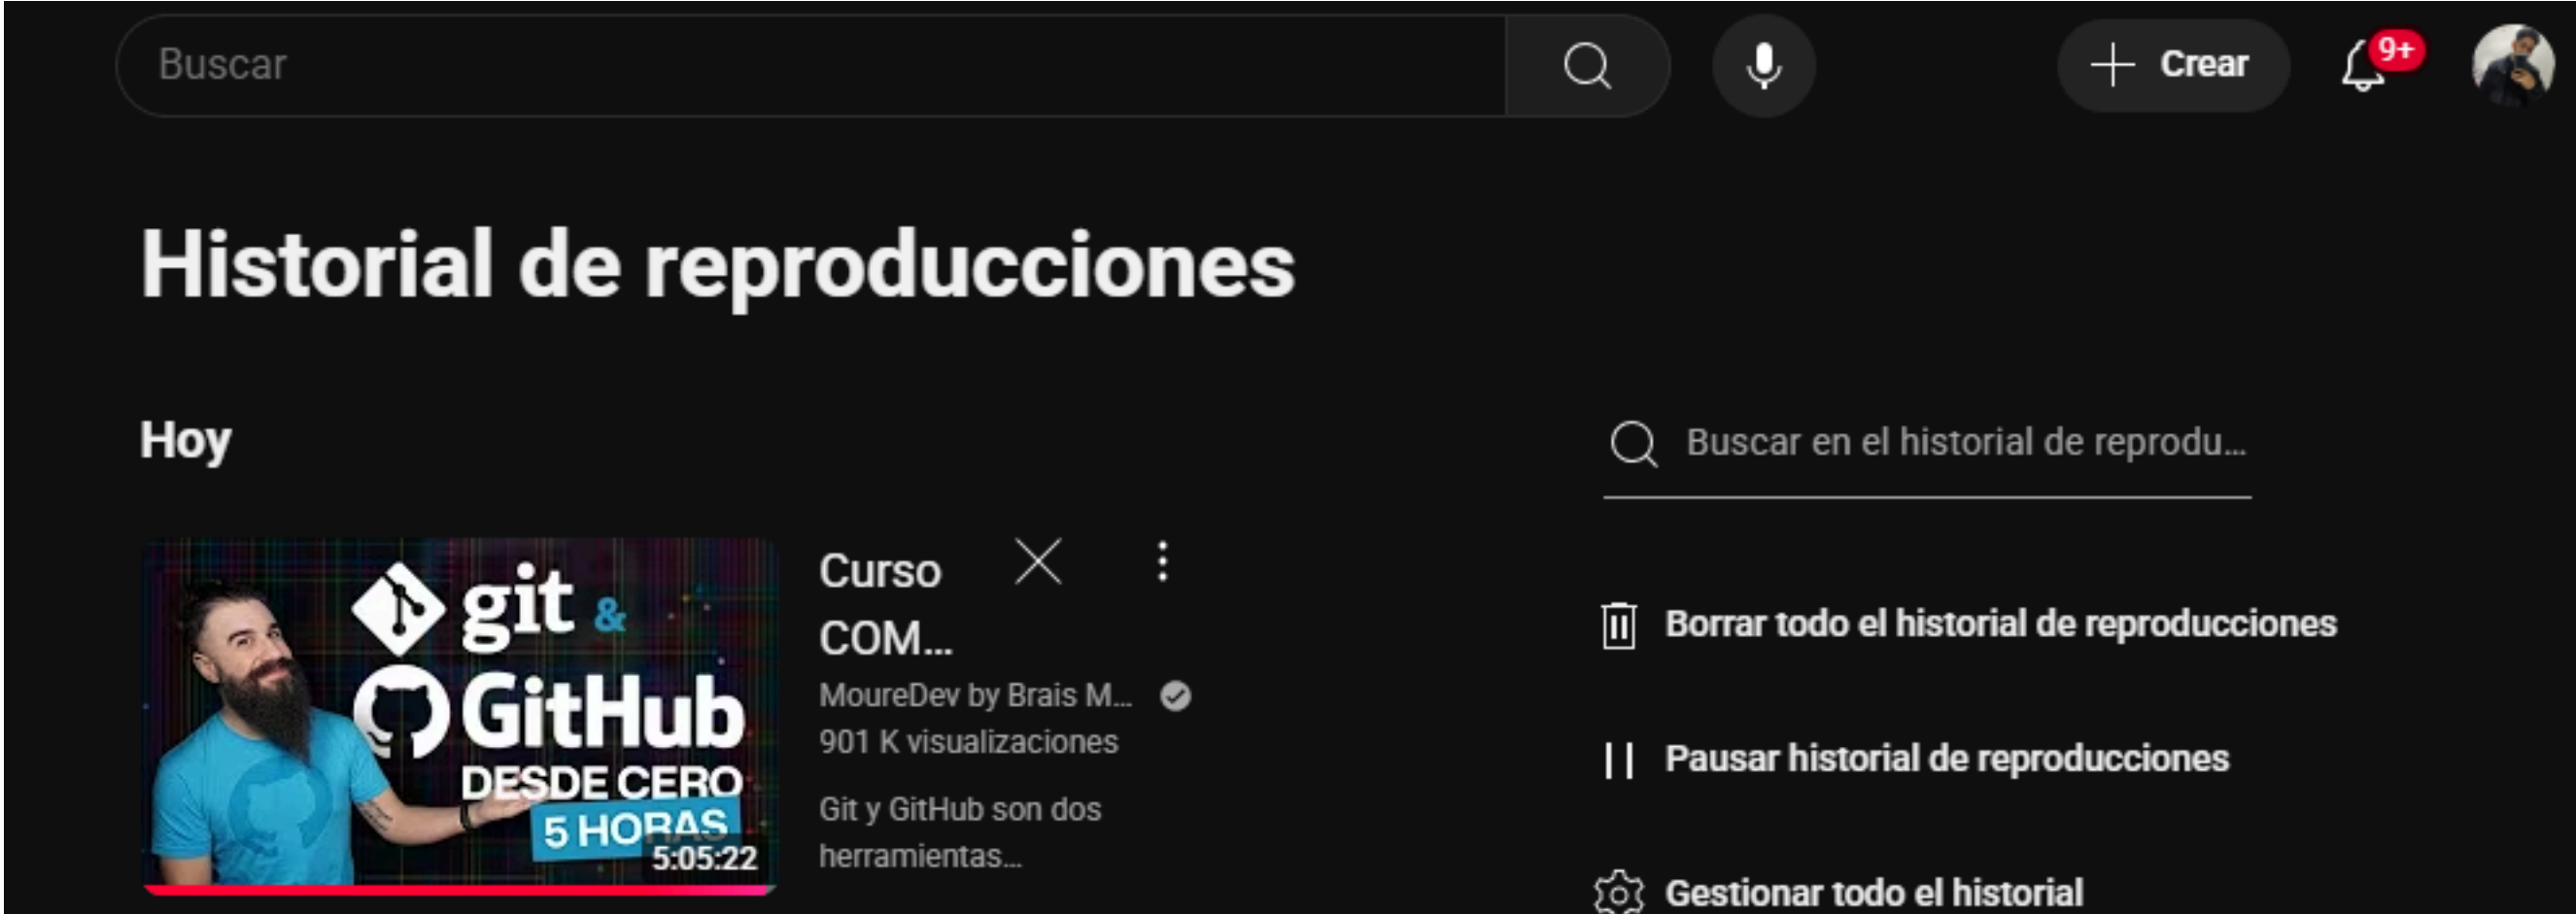 Buscar
Crear
9+
Historial de reproducciones
Hoy
Buscar en el historial de reprodu...
git &
GitHub
DESDE CERO
5 HORAS
5:05:22
Curso
COM...
MoureDev by Brais M...
901 K visualizaciones
Git y GitHub son dos
herramientas...
Borrar todo el historial de reproducciones
Pausar historial de reproducciones
Gestionar todo el historial